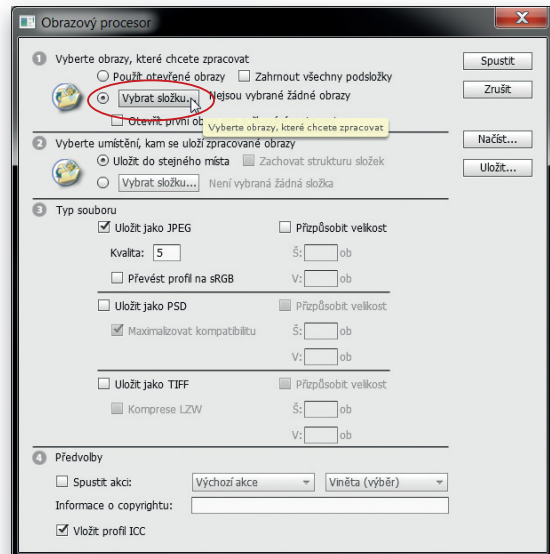 Obrazový procesor
1 Vyberte obrazy, které chcete zpracovat
Použít otevřené obrazy Zahrnout všechny podsložky
Vybrat složku... Nejsou vybrané žádné obrazy
Otevřít první ob
Vyberte obrazy, které chcete zpracovat
Spustit
Zrušit
2 Vyberte umístění, kam se uloží zpracované obrazy
Uložit do stejného místa Zachovat strukturu složek
Vybrat složku... Není vybraná žádná složka
Načíst...
Uložit...
3 Typ souboru
Uložit jako JPEG Přizpůsobit velikost
Kvalita: 5 Š: ob
Převést profil na sRGB V: ob
Uložit jako PSD Přizpůsobit velikost
Maximalizovat kompatibilitu Š: ob
V: ob
Uložit jako TIFF Přizpůsobit velikost
Komprese LZW Š: ob
V: ob
4 Předvolby
Spustit akci: Výchozí akce Viněta (výběr)
Informace o copyrightu:
Vložit profil ICC